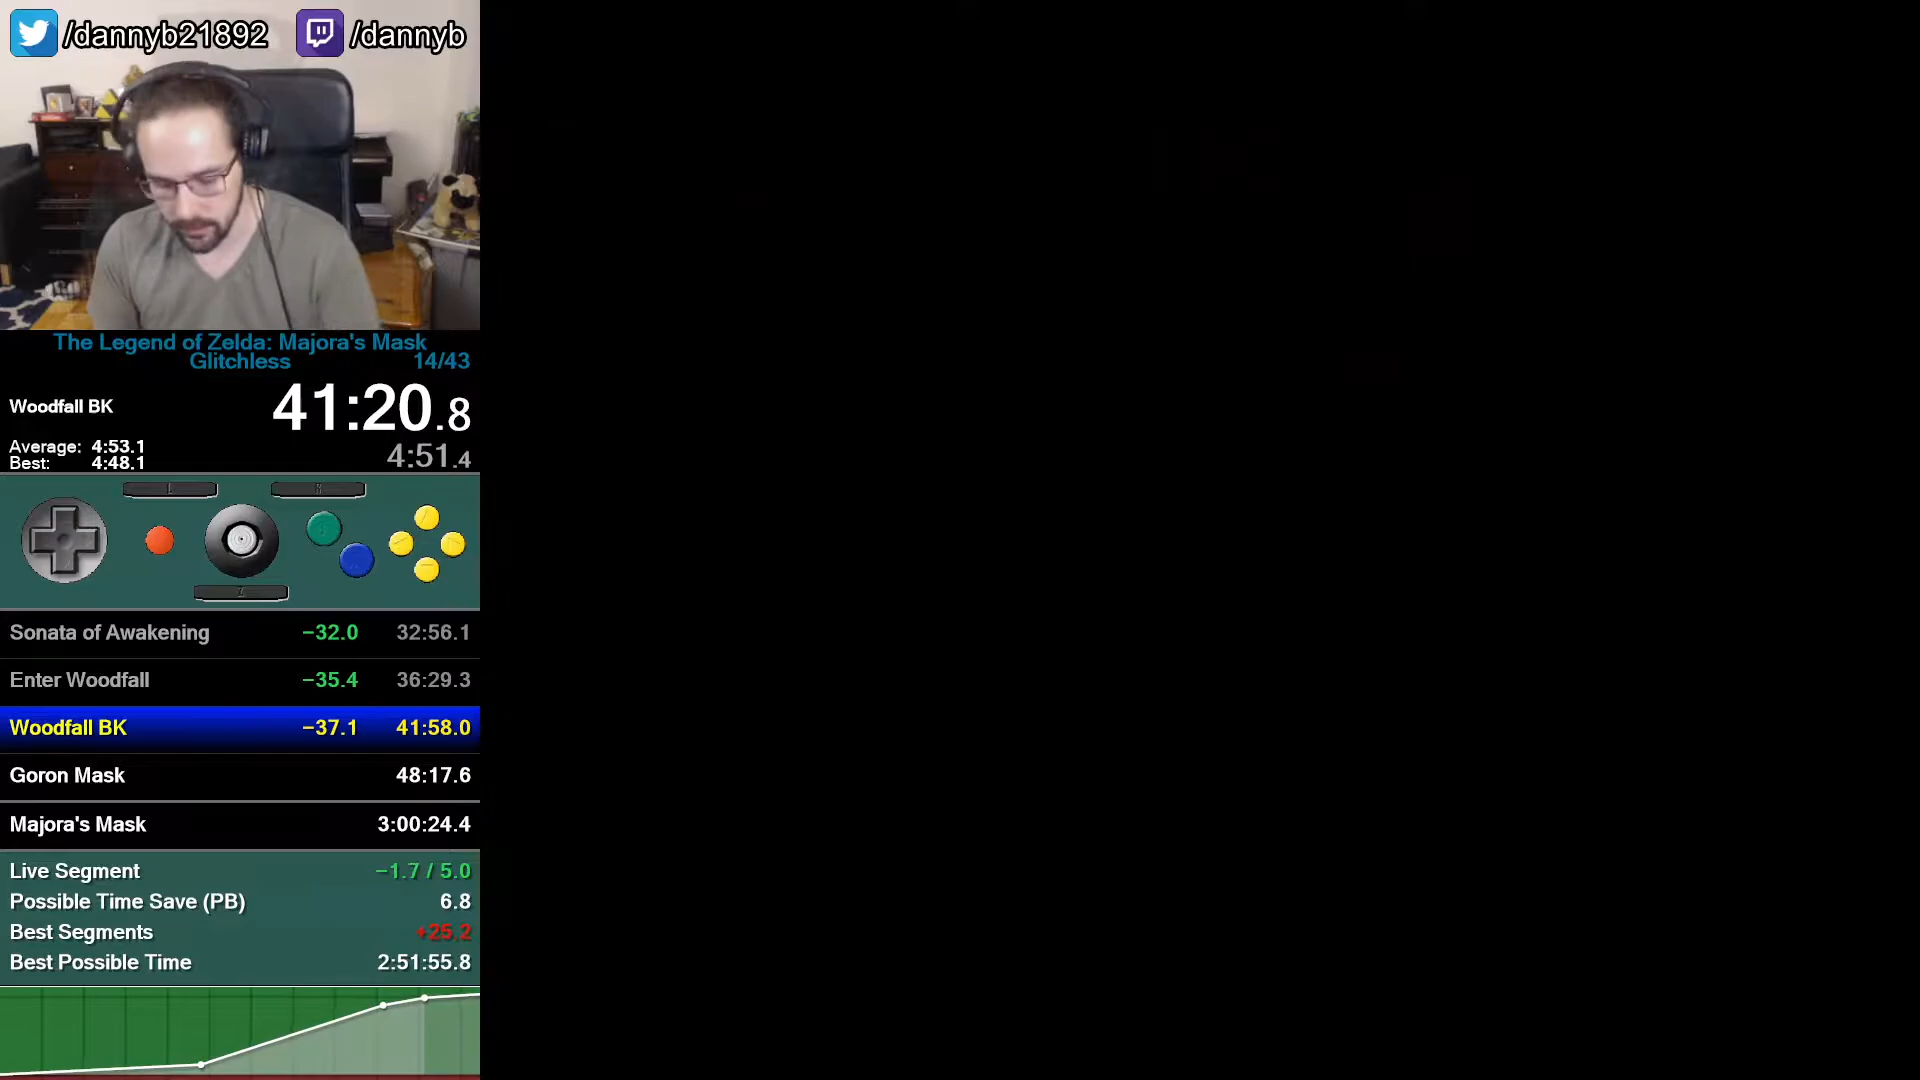 /dannyb21892 /dannyb
The Legend of Zelda: Majora's Mask
Glitchless 14/43
Woodfall BK 41:20.8
Average: 4:53.1
Best: 4:48.1 4:51.4
Sonata of Awakening −32.0 32:56.1
Enter Woodfall −35.4 36:29.3
Woodfall BK −37.1 41:58.0
Goron Mask 48:17.6
Majora's Mask 3:00:24.4
Live Segment −1.7 / 5.0
Possible Time Save (PB) 6.8
Best Segments +25.2
Best Possible Time 2:51:55.8